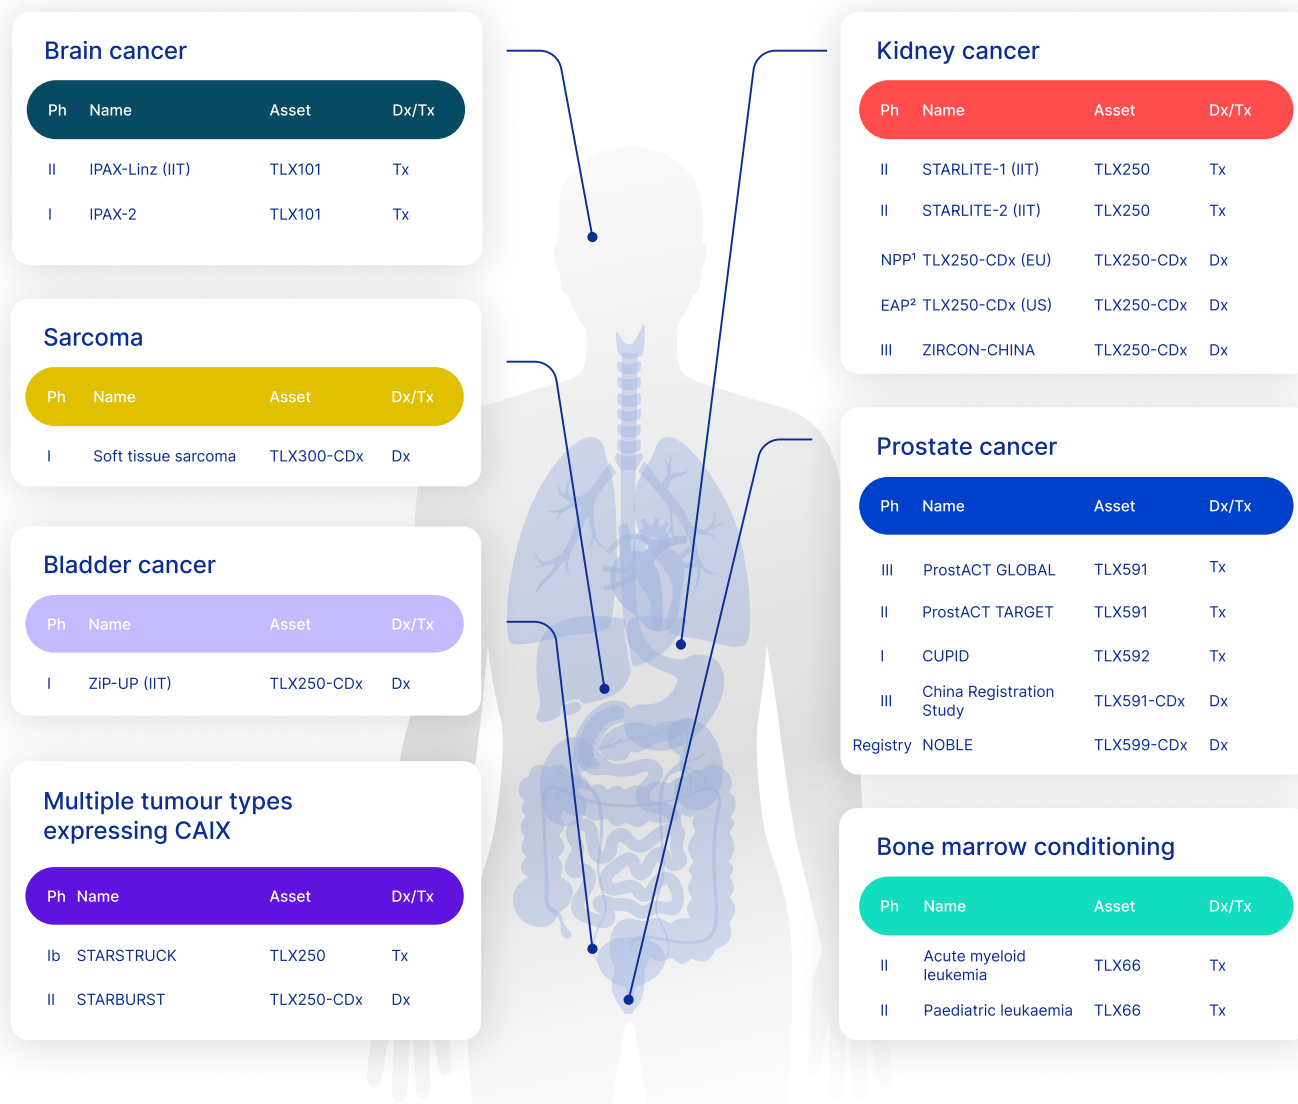 Brain cancer
Ph Name Asset Dx/Tx
II IPAX-Linz (IIT) TLX101 Tx
I IPAX-2 TLX101 Tx
Sarcoma
Ph Name Asset Dx/Tx
I Soft tissue sarcoma TLX300-CDx Dx
Bladder cancer
Ph Name Asset Dx/Tx
I ZiP-UP (IIT) TLX250-CDx Dx
Multiple tumour types
expressing CAIX
Ph Name Asset Dx/Tx
Ib STARSTRUCK TLX250 Tx
II STARBURST TLX250-CDx Dx
Kidney cancer
Ph Name Asset Dx/Tx
II STARLITE-1 (IIT) TLX250 Tx
II STARLITE-2 (IIT) TLX250 Tx
NPP¹ TLX250-CDx (EU) TLX250-CDx Dx
EAP² TLX250-CDx (US) TLX250-CDx Dx
III ZIRCON-CHINA TLX250-CDx Dx
Prostate cancer
Ph Name Asset Dx/Tx
III ProstACT GLOBAL TLX591 Tx
II ProstACT TARGET TLX591 Tx
I CUPID TLX592 Tx
III China Registration
Study TLX591-CDx Dx
Registry NOBLE TLX599-CDx Dx
Bone marrow conditioning
Ph Name Asset Dx/Tx
II Acute myeloid
leukemia TLX66 Tx
II Paediatric leukaemia TLX66 Tx